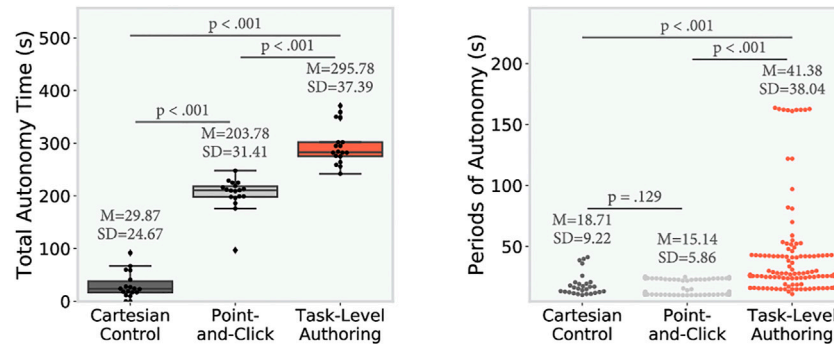 p < .001
p < .001
p < .001
M=295.78
SD=37.39
M=203.78
SD=31.41
M=29.87
SD=24.67
Total Autonomy Time (s)
500
400
300
200
100
0
Cartesian
Control
Point-
and-Click
Task-Level
Authoring
p < .001
p < .001
M=41.38
SD=38.04
p = .129
M=18.71
SD=9.22
M=15.14
SD=5.86
Periods of Autonomy (s)
200
150
100
50
Cartesian
Control
Point-
and-Click
Task-Level
Authoring